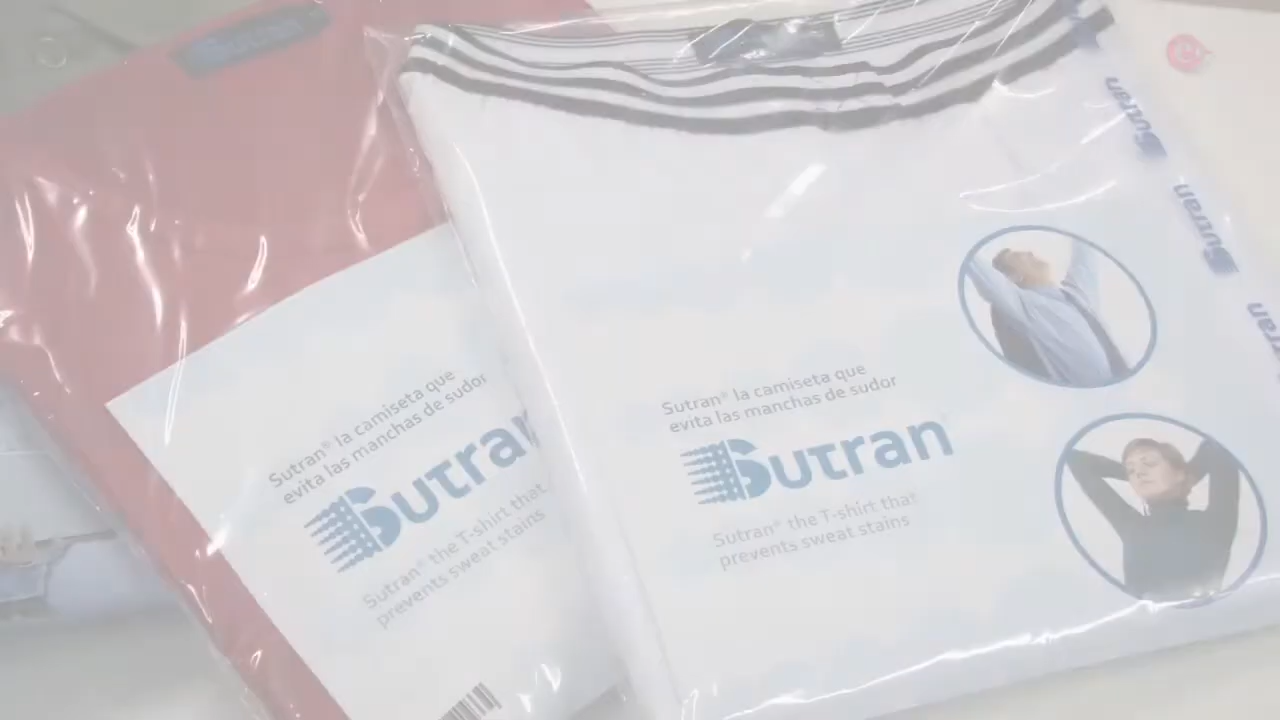 Sutran
Sutran® la camiseta que
evita las manchas de sudor
Sutran
Sutran® the T-shirt that
prevents sweat stains
Sutran® la camiseta que
evita las manchas de sudor
Sutran
Sutran® the T-shirt that
prevents sweat stains
Sutran
Sutran
utran